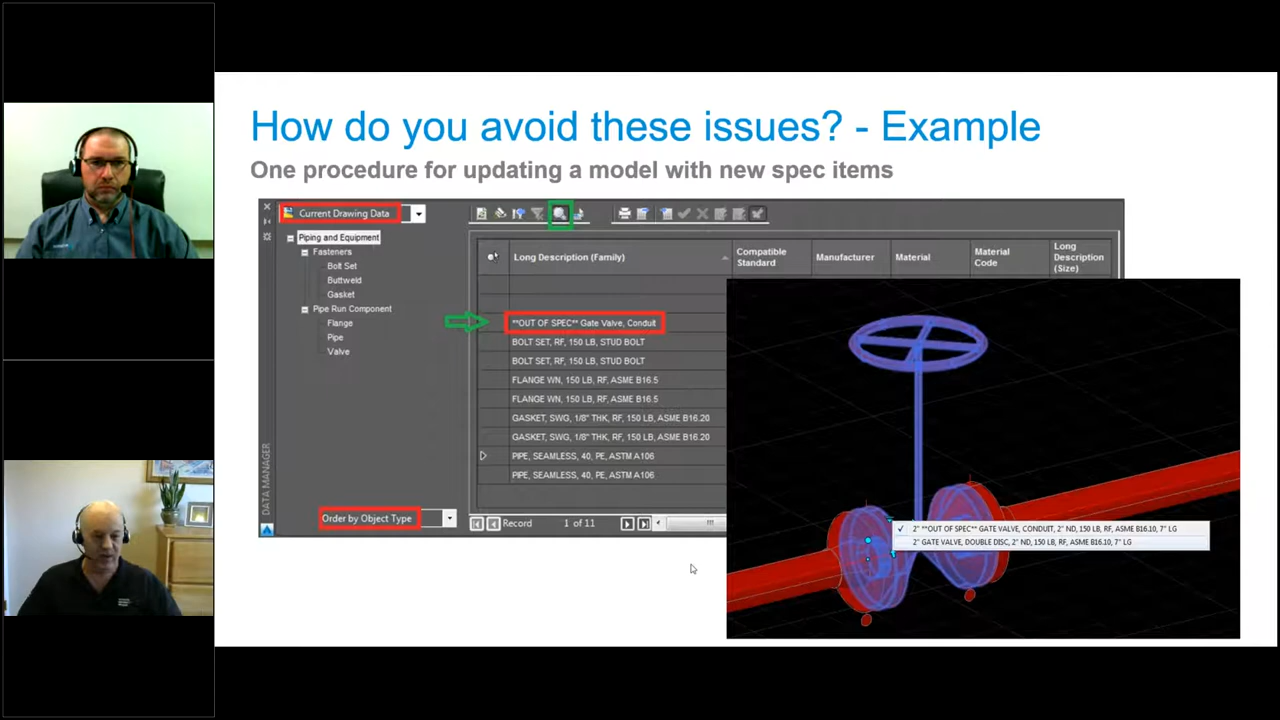 How do you avoid these issues? - Example
One procedure for updating a model with new spec items
Current Drawing Data
Piping and Equipment
Fasteners
Bolt Set
Buttweld
Gasket
Pipe Run Component
Flange
Pipe
Valve
Order by Object Type
DATA MANAGER
Long Description (Family)
Compatible Standard
Manufacturer
Material
Material Code
Long Description (Size)
**OUT OF SPEC** Gate Valve, Conduit
BOLT SET, RF, 150 LB, STUD BOLT
BOLT SET, RF, 150 LB, STUD BOLT
FLANGE WN, 150 LB, RF, ASME B16.5
FLANGE WN, 150 LB, RF, ASME B16.5
GASKET, SWG, 1/8" THK, RF, 150 LB, ASME B16.20
GASKET, SWG, 1/8" THK, RF, 150 LB, ASME B16.20
PIPE, SEAMLESS, 40, PE, ASTM A106
PIPE, SEAMLESS, 40, PE, ASTM A106
Record 1 of 11
2" **OUT OF SPEC** GATE VALVE, CONDUIT, 2" ND, 150 LB, RF, ASME B16.10, 7" LG
2" GATE VALVE, DOUBLE DISC, 2" ND, 150 LB, RF, ASME B16.10, 7" LG